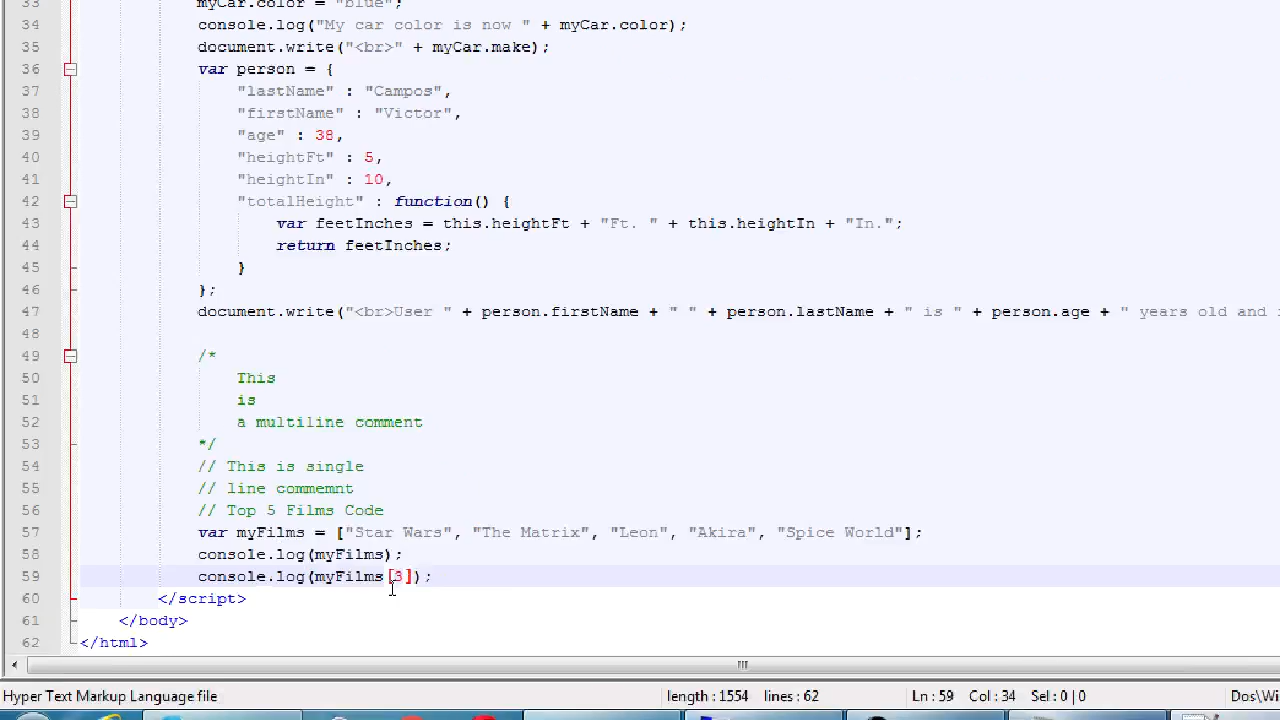 33 myCar.color = "blue";
34 console.log("My car color is now " + myCar.color);
35 document.write("<br>" + myCar.make);
36 var person = {
37 "lastName" : "Campos",
38 "firstName" : "Victor",
39 "age" : 38,
40 "heightFt" : 5,
41 "heightIn" : 10,
42 "totalHeight" : function() {
43 var feetInches = this.heightFt + "Ft. " + this.heightIn + "In.";
44 return feetInches;
45 }
46 };
47 document.write("<br>User " + person.firstName + " " + person.lastName + " is " + person.age + " years old and
48
49 /*
50 This
51 is
52 a multiline comment
53 */
54 // This is single
55 // line commemnt
56 // Top 5 Films Code
57 var myFilms = ["Star Wars", "The Matrix", "Leon", "Akira", "Spice World"];
58 console.log(myFilms);
59 console.log(myFilms[3]);
60 </script>
61 </body>
62 </html>
Hyper Text Markup Language file length : 1554 lines : 62 Ln : 59 Col : 34 Sel : 0 | 0 Dos\Wi